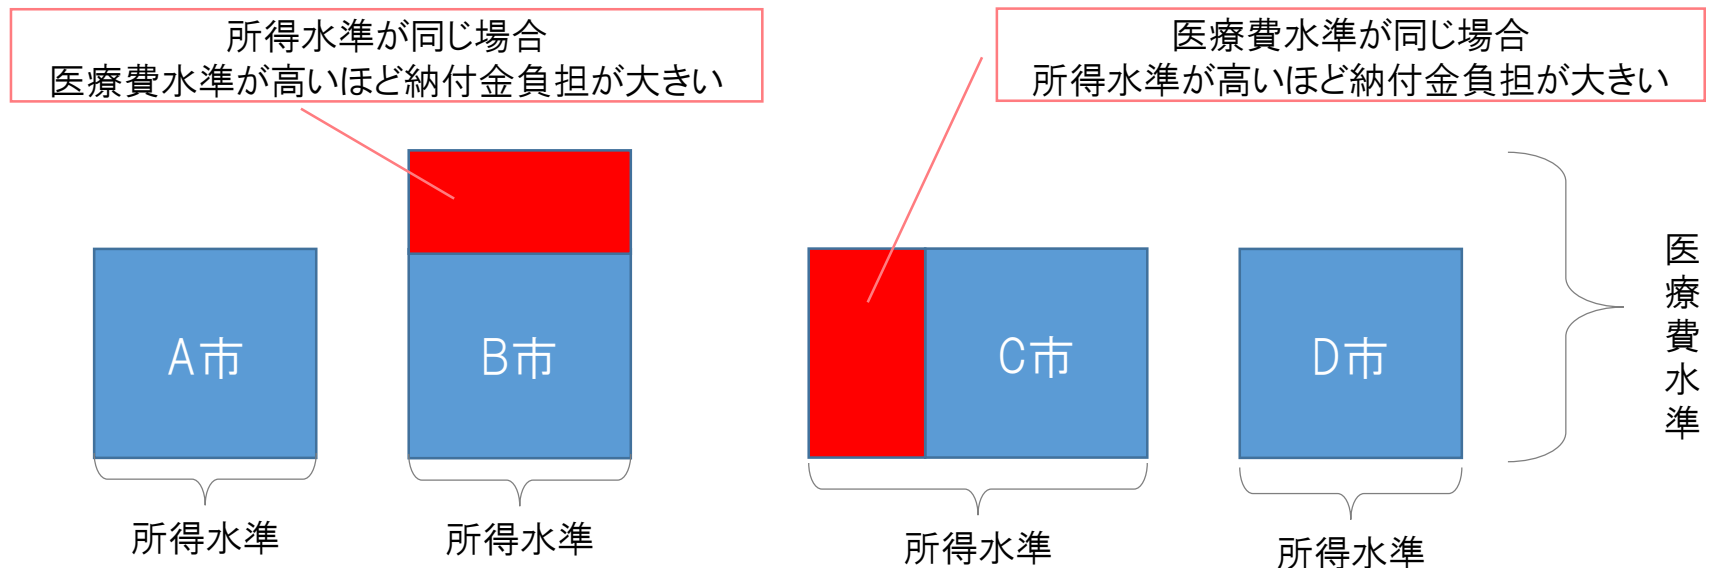 所得水準が同じ場合
医療費水準が高いほど納付金負担が大きい
医療費水準が同じ場合
所得水準が高いほど納付金負担が大きい
A市
B市
C市
D市
医療費水準
所得水準
所得水準
所得水準
所得水準